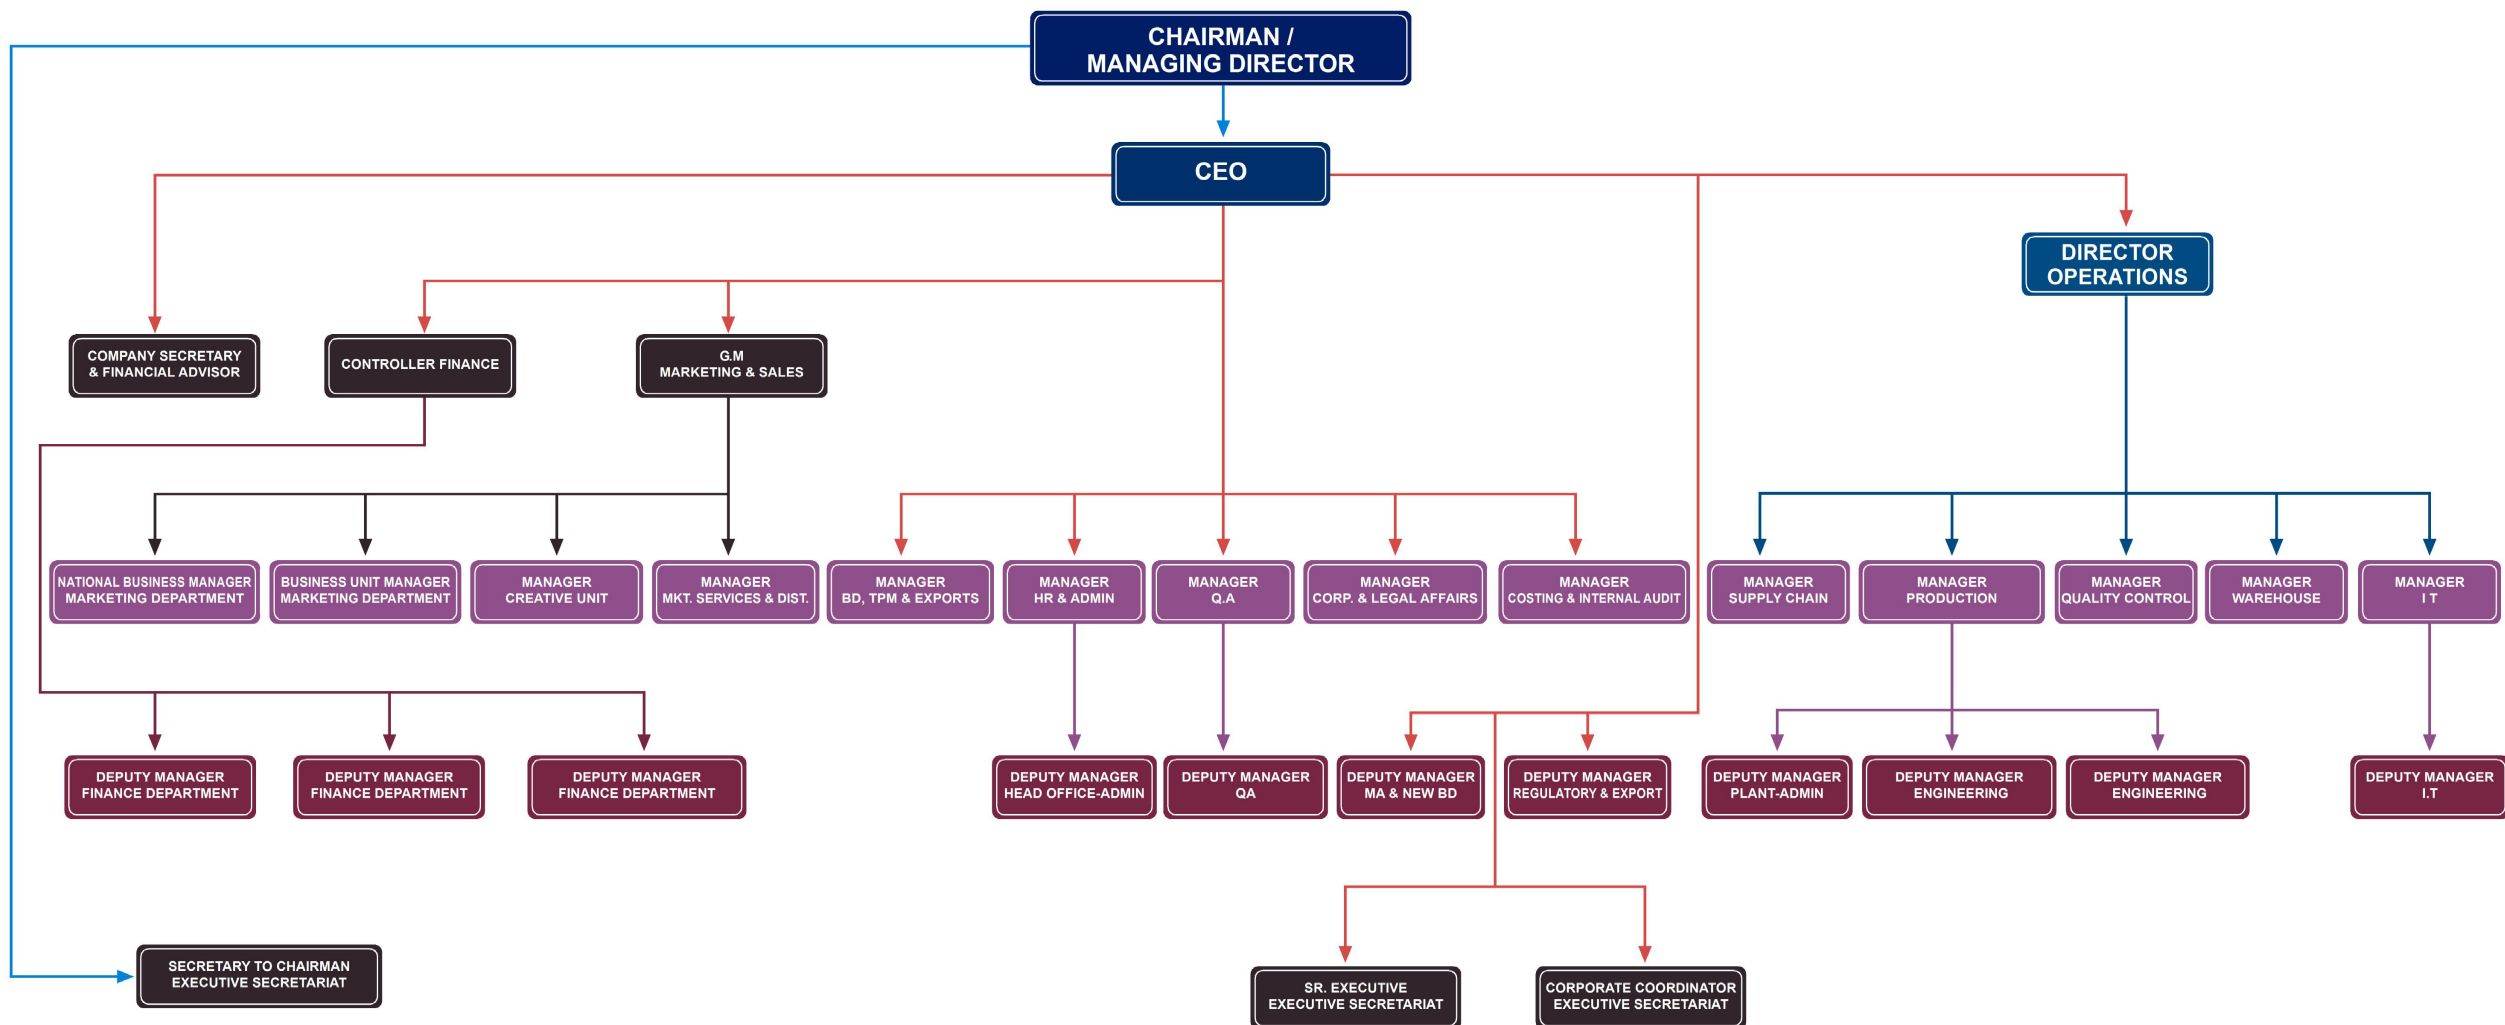 CHAIRMAN /
MANAGING DIRECTOR
CEO
DIRECTOR
OPERATIONS
COMPANY SECRETARY
& FINANCIAL ADVISOR
CONTROLLER FINANCE
G.M
MARKETING & SALES
NATIONAL BUSINESS MANAGER
MARKETING DEPARTMENT
BUSINESS UNIT MANAGER
MARKETING DEPARTMENT
MANAGER
CREATIVE UNIT
MANAGER
MKT. SERVICES & DIST.
MANAGER
BD, TPM & EXPORTS
MANAGER
HR & ADMIN
MANAGER
Q.A
MANAGER
CORP. & LEGAL AFFAIRS
MANAGER
COSTING & INTERNAL AUDIT
MANAGER
SUPPLY CHAIN
MANAGER
PRODUCTION
MANAGER
QUALITY CONTROL
MANAGER
WAREHOUSE
MANAGER
I T
DEPUTY MANAGER
FINANCE DEPARTMENT
DEPUTY MANAGER
FINANCE DEPARTMENT
DEPUTY MANAGER
FINANCE DEPARTMENT
DEPUTY MANAGER
HEAD OFFICE-ADMIN
DEPUTY MANAGER
QA
DEPUTY MANAGER
MA & NEW BD
DEPUTY MANAGER
REGULATORY & EXPORT
DEPUTY MANAGER
PLANT-ADMIN
DEPUTY MANAGER
ENGINEERING
DEPUTY MANAGER
ENGINEERING
DEPUTY MANAGER
I.T
SECRETARY TO CHAIRMAN
EXECUTIVE SECRETARIAT
SR. EXECUTIVE
EXECUTIVE SECRETARIAT
CORPORATE COORDINATOR
EXECUTIVE SECRETARIAT